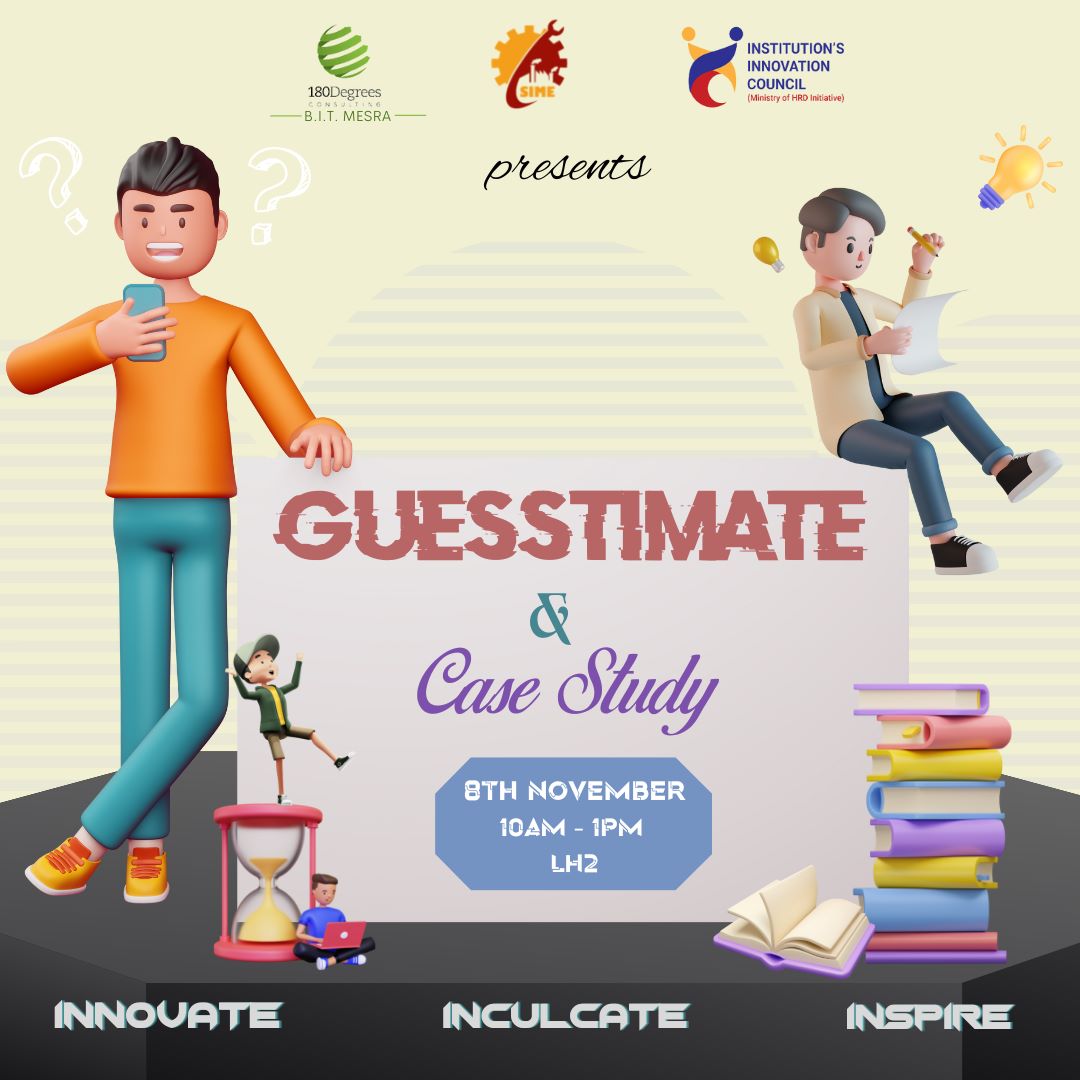 180Degrees
CONSULTING
B.I.T. MESRA
SIME
INSTITUTION'S
INNOVATION
COUNCIL
(Ministry of HRD Initiative)
presents
GUESSTIMATE
&
Case Study
8TH NOVEMBER
10AM - 1PM
LH2
INNOVATE INCULCATE INSPIRE